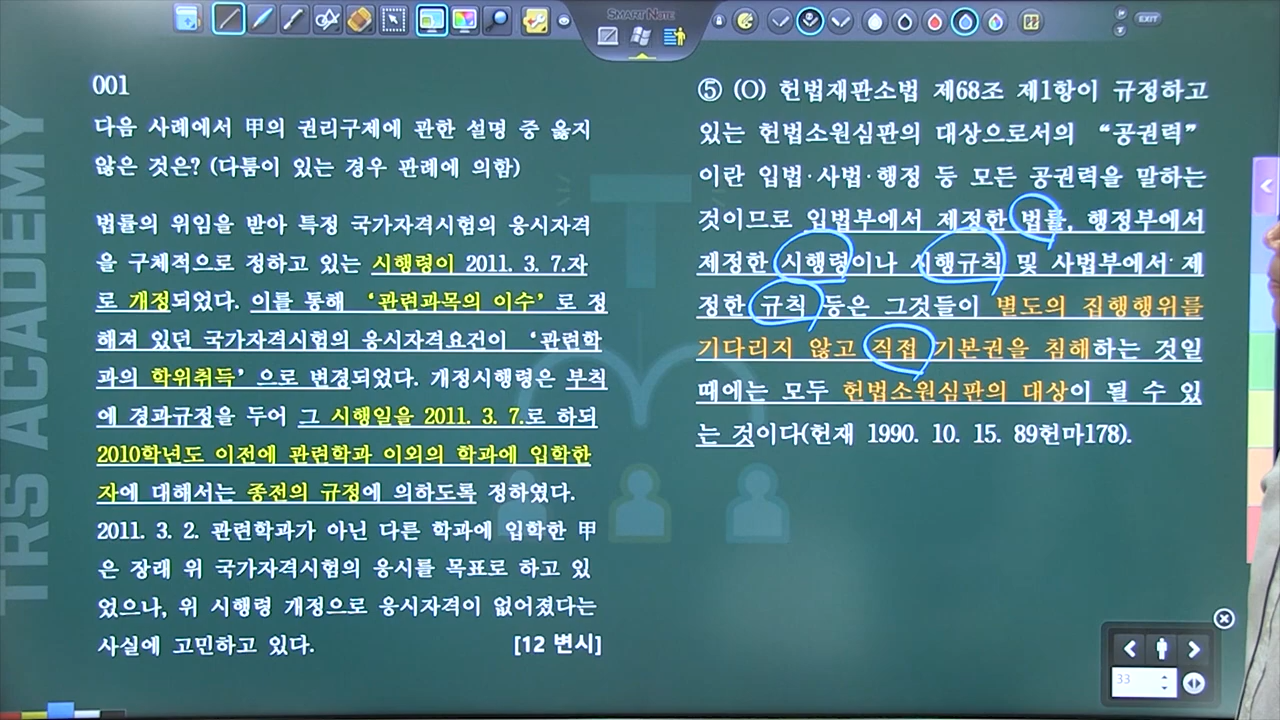 SMARTNOTE
EXIT
TRS ACADEMY
001
다음 사례에서 甲의 권리구제에 관한 설명 중 옳지
않은 것은? (다툼이 있는 경우 판례에 의함)
법률의 위임을 받아 특정 국가자격시험의 응시자격
을 구체적으로 정하고 있는 시행령이 2011. 3. 7.자
로 개정되었다. 이를 통해 ‘관련과목의 이수’로 정
해져 있던 국가자격시험의 응시자격요건이 ‘관련학
과의 학위취득’으로 변경되었다. 개정시행령은 부칙
에 경과규정을 두어 그 시행일을 2011. 3. 7.로 하되
2010학년도 이전에 관련학과 이외의 학과에 입학한
자에 대해서는 종전의 규정에 의하도록 정하였다.
2011. 3. 2. 관련학과가 아닌 다른 학과에 입학한 甲
은 장래 위 국가자격시험의 응시를 목표로 하고 있
었으나, 위 시행령 개정으로 응시자격이 없어졌다는
사실에 고민하고 있다. [12 변시]
⑤ (O) 헌법재판소법 제68조 제1항이 규정하고
있는 헌법소원심판의 대상으로서의 “공권력”
이란 입법·사법·행정 등 모든 공권력을 말하는
것이므로 입법부에서 제정한 법률, 행정부에서
제정한 시행령이나 시행규칙 및 사법부에서 제
정한 규칙 등은 그것들이 別도의 집행행위를
기다리지 않고 직접 기본권을 침해하는 것일
때에는 모두 헌법소원심판의 대상이 될 수 있
는 것이다(헌재 1990. 10. 15. 89헌마178).
33